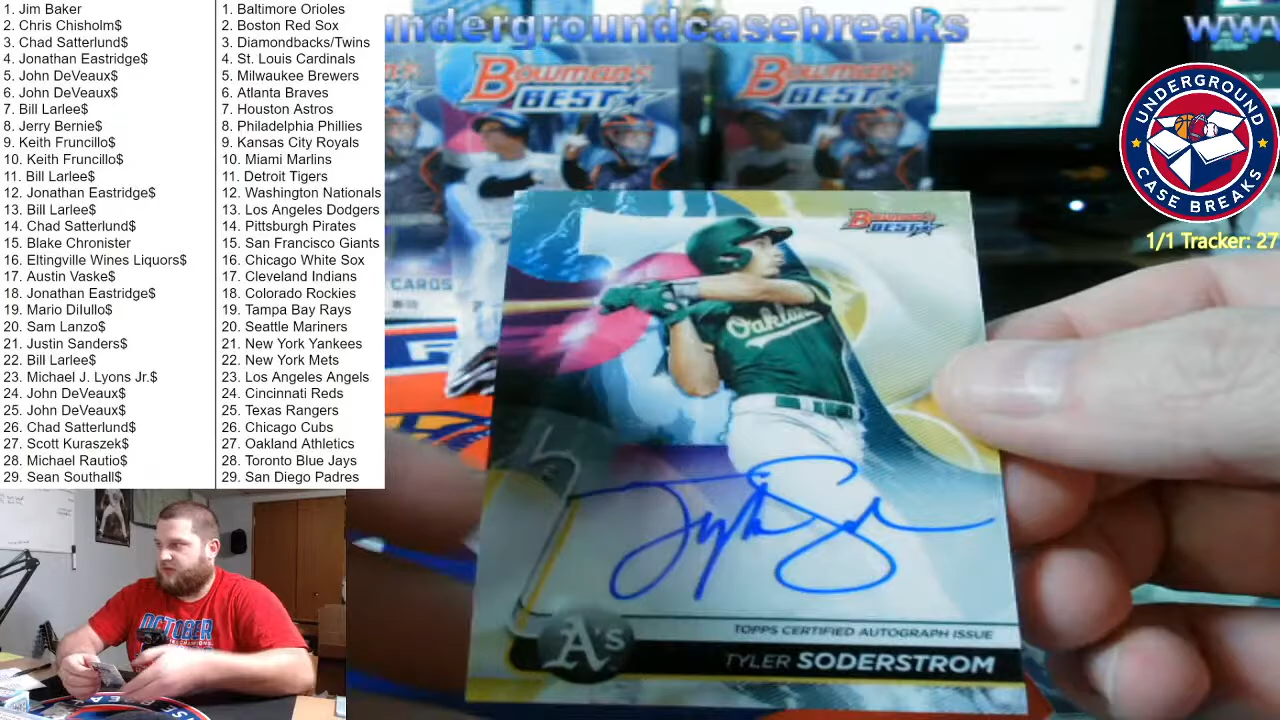 1. Jim Baker
2. Chris Chisholm$
3. Chad Satterlund$
4. Jonathan Eastridge$
5. John DeVeaux$
6. John DeVeaux$
7. Bill Larlee$
8. Jerry Bernie$
9. Keith Fruncillo$
10. Keith Fruncillo$
11. Bill Larlee$
12. Jonathan Eastridge$
13. Bill Larlee$
14. Chad Satterlund$
15. Blake Chronister
16. Eltingville Wines Liquors$
17. Austin Vaske$
18. Jonathan Eastridge$
19. Mario DiIullo$
20. Sam Lanzo$
21. Justin Sanders$
22. Bill Larlee$
23. Michael J. Lyons Jr.$
24. John DeVeaux$
25. John DeVeaux$
26. Chad Satterlund$
27. Scott Kuraszek$
28. Michael Rautio$
29. Sean Southall$
1. Baltimore Orioles
2. Boston Red Sox
3. Diamondbacks/Twins
4. St. Louis Cardinals
5. Milwaukee Brewers
6. Atlanta Braves
7. Houston Astros
8. Philadelphia Phillies
9. Kansas City Royals
10. Miami Marlins
11. Detroit Tigers
12. Washington Nationals
13. Los Angeles Dodgers
14. Pittsburgh Pirates
15. San Francisco Giants
16. Chicago White Sox
17. Cleveland Indians
18. Colorado Rockies
19. Tampa Bay Rays
20. Seattle Mariners
21. New York Yankees
22. New York Mets
23. Los Angeles Angels
24. Cincinnati Reds
25. Texas Rangers
26. Chicago Cubs
27. Oakland Athletics
28. Toronto Blue Jays
29. San Diego Padres
undergroundcasebreaks
ww
BOWMAN'S
BEST
BOWMAN'S
BEST
CARDS
UNDERGROUND
CASE BREAKS
1/1 Tracker: 27
BOWMAN'S
BEST
Oakland
TOPPS CERTIFIED AUTOGRAPH ISSUE
A's
TYLER SODERSTROM
OCTOBER